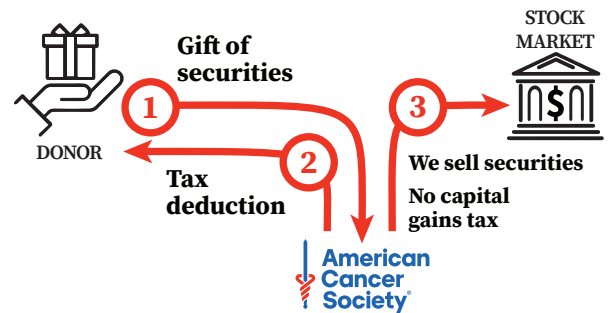 STOCK
MARKET
Gift of
securities
1
3
$
DONOR
2
We sell securities
Tax
deduction
No capital
gains tax
American
Cancer
Society®